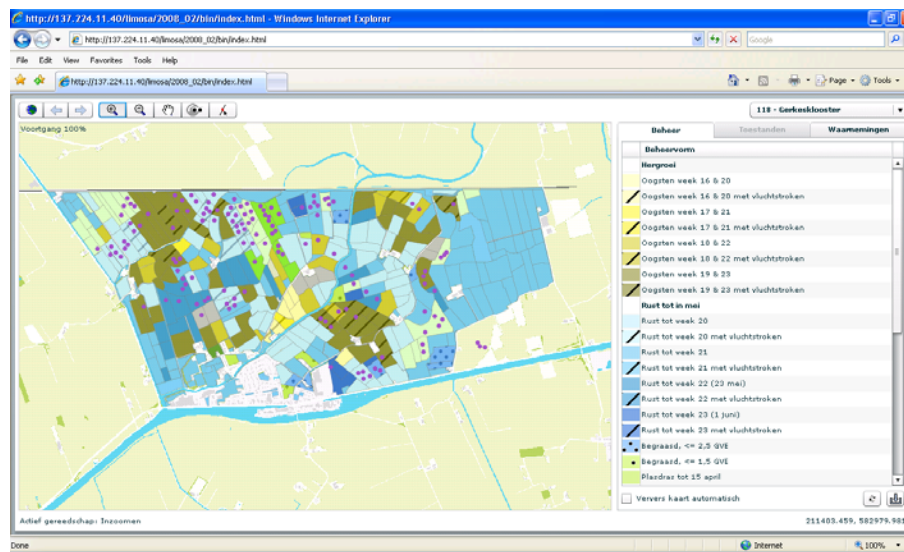 http://137.224.11.40/limosa/2008_02/bin/index.html - Windows Internet Explorer
http://137.224.11.40/limosa/2008_02/bin/index.html
Google
File Edit View Favorites Tools Help
http://137.224.11.40/limosa/2008_02/bin/index.html
Page Tools
118 - Gerkesklooster
Voortgang 100%
Beheer Toestanden Waarnemingen
Beheervorm
Hergroei
Oogsten week 16 & 20
Oogsten week 16 & 20 met vluchtstroken
Oogsten week 17 & 21
Oogsten week 17 & 21 met vluchtstroken
Oogsten week 18 & 22
Oogsten week 18 & 22 met vluchtstroken
Oogsten week 19 & 23
Oogsten week 19 & 23 met vluchtstroken
Rust tot in mei
Rust tot week 20
Rust tot week 20 met vluchtstroken
Rust tot week 21
Rust tot week 21 met vluchtstroken
Rust tot week 22 (23 mei)
Rust tot week 22 met vluchtstroken
Rust tot week 23 (1 juni)
Rust tot week 23 met vluchtstroken
Begraasd, <= 2,5 GVE
Begraasd, <= 1,5 GVE
Plasdras tot 15 april
Ververs kaart automatisch
Actief gereedschap: Inzoomen
211403.459, 582979.981
Done
Internet
100%